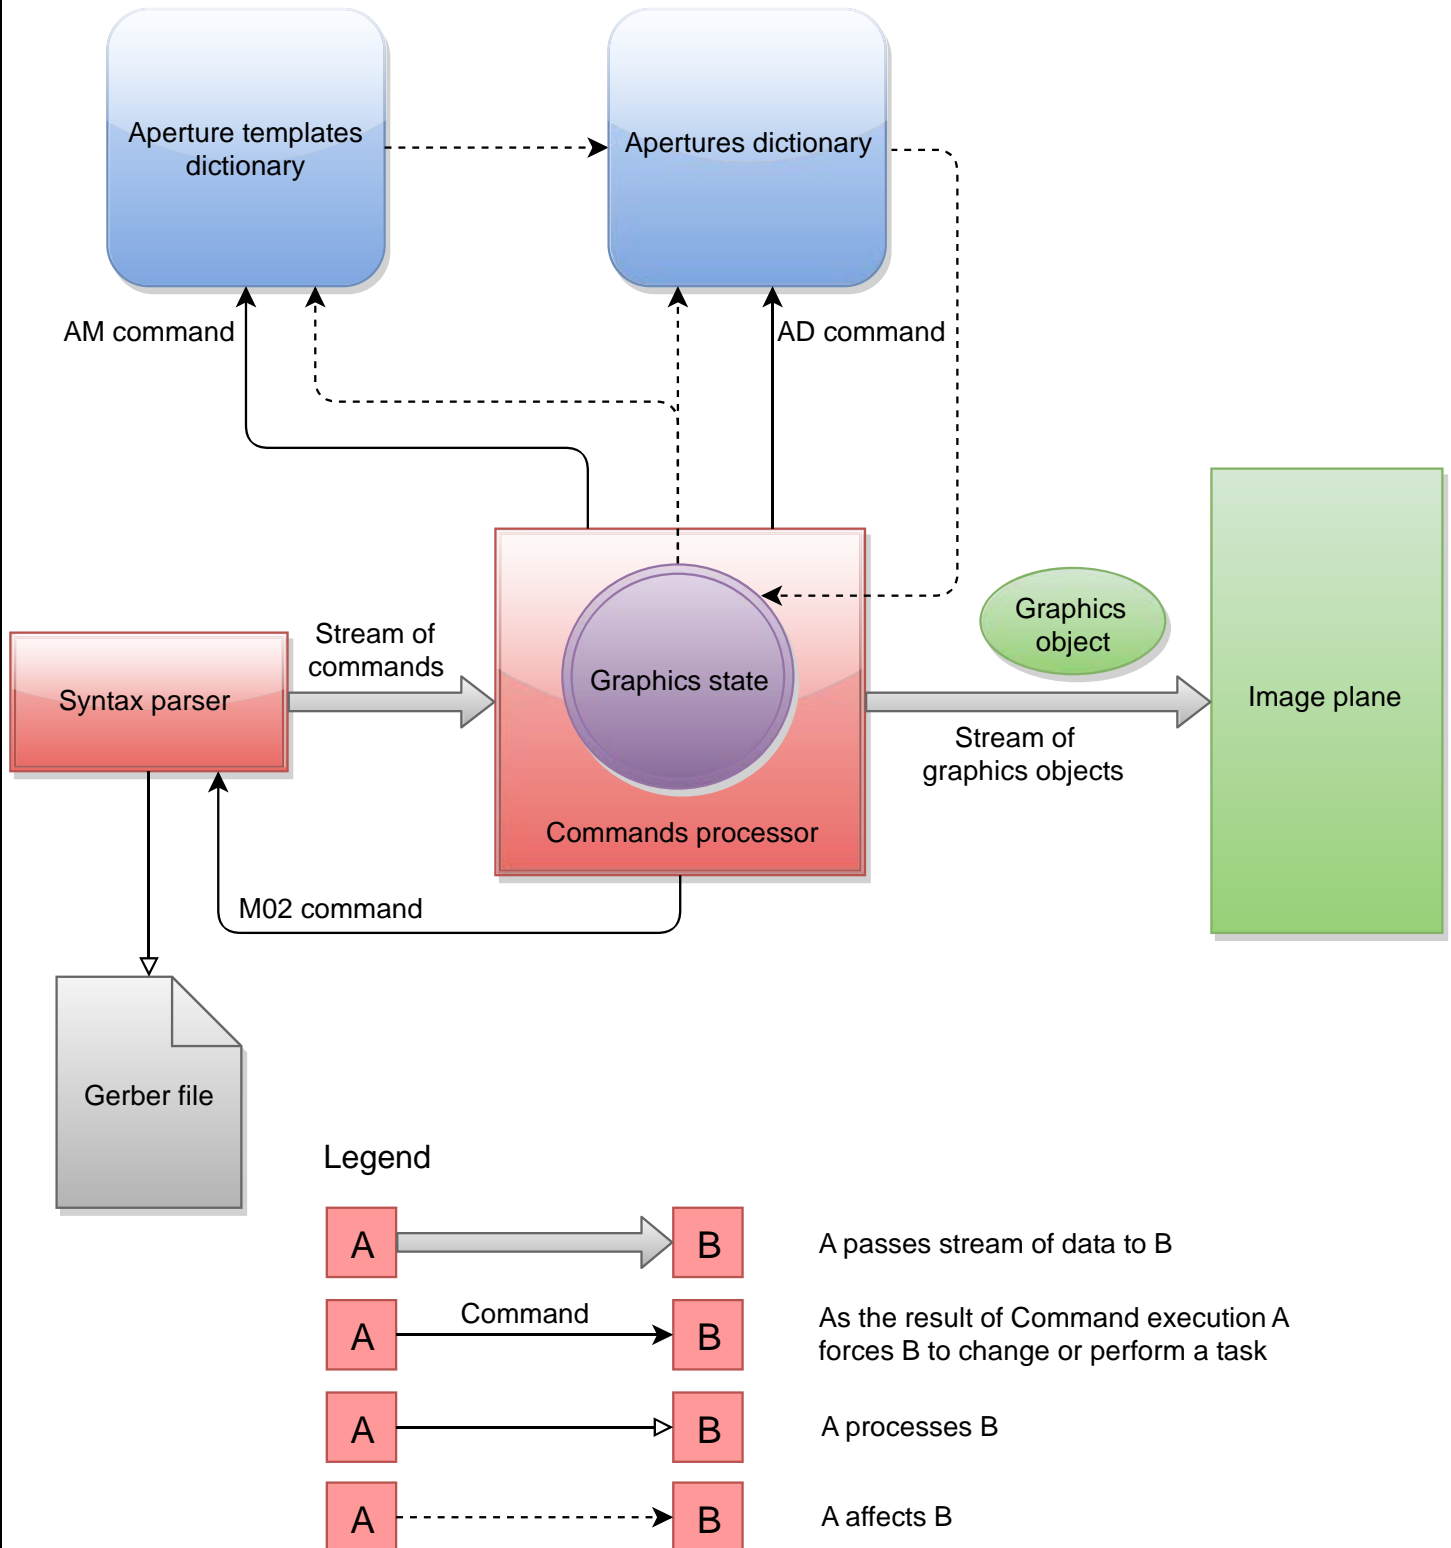 Aperture templates
dictionary
Apertures dictionary
AM command
AD command
Graphics
object
Stream of
commands
Syntax parser
Graphics state
Image plane
Stream of
graphics objects
Commands processor
M02 command
Gerber file
Legend
A
B
A passes stream of data to B
A
Command
B
As the result of Command execution A
forces B to change or perform a task
A
B
A processes B
A
B
A affects B